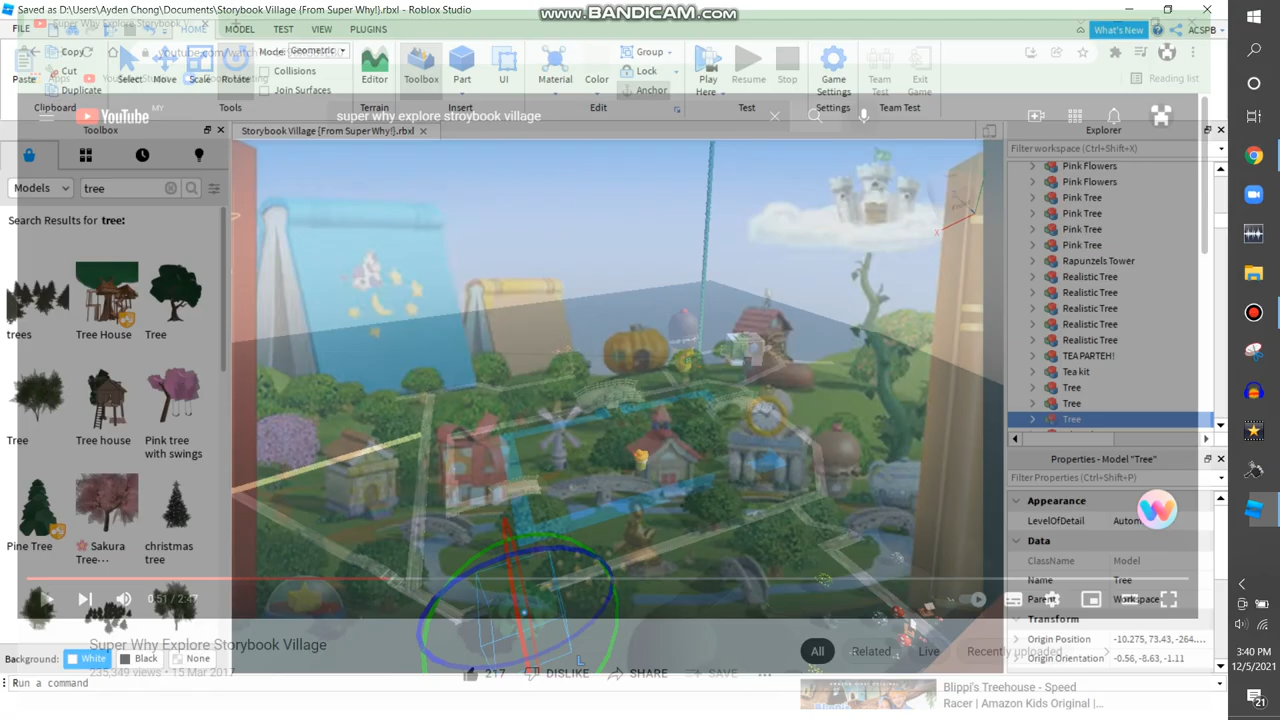 Saved as D:\Users\Ayden Chong\Documents\Storybook Village (From Super Why!).rbxl - Roblox Studio
www.BANDICAM.com
FILE
HOME
MODEL
TEST
VIEW
PLUGINS
What's New
ACSPB
Paste
Copy
Cut
Duplicate
Select
Move
Scale
Rotate
Mode:
Geometric
Collisions
Join Surfaces
Editor
Toolbox
Part
UI
Material
Color
Group
Lock
Anchor
Play
Here
Resume
Stop
Game
Settings
Team
Test
Exit
Game
Reading list
Clipboard
Tools
Terrain
Insert
Edit
Test
Settings
Team Test
YouTube
MY
super why explore stroybook village
Toolbox
Storybook Village {From Super Why!}.rbxl
Explorer
Filter workspace (Ctrl+Shift+X)
Models
tree
Search Results for tree:
trees
Tree House
Tree
Tree
Tree house
Pink tree
with swings
Pine Tree
Sakura
Tree…
christmas
tree
Pink Flowers
Pink Flowers
Pink Tree
Pink Tree
Pink Tree
Pink Tree
Rapunzels Tower
Realistic Tree
Realistic Tree
Realistic Tree
Realistic Tree
Realistic Tree
TEA PARTEH!
Tea kit
Tree
Tree
Tree
Properties - Model "Tree"
Filter Properties (Ctrl+Shift+P)
Appearance
LevelOfDetail
Data
ClassName
Model
Name
Tree
Workspace
Transform
Origin Position
-10.275, 73.43, -264....
Origin Orientation
-0.56, -8.63, -1.11
0:51 / 2:47
Super Why Explore Storybook Village
235,349 views • 15 Mar 2017
217
DISLIKE
SHARE
SAVE
All
Related
Live
Recently uploaded
Blippi's Treehouse - Speed
Racer | Amazon Kids Original |...
Background:
White
Black
None
Run a command
3:40 PM
12/5/2021
21